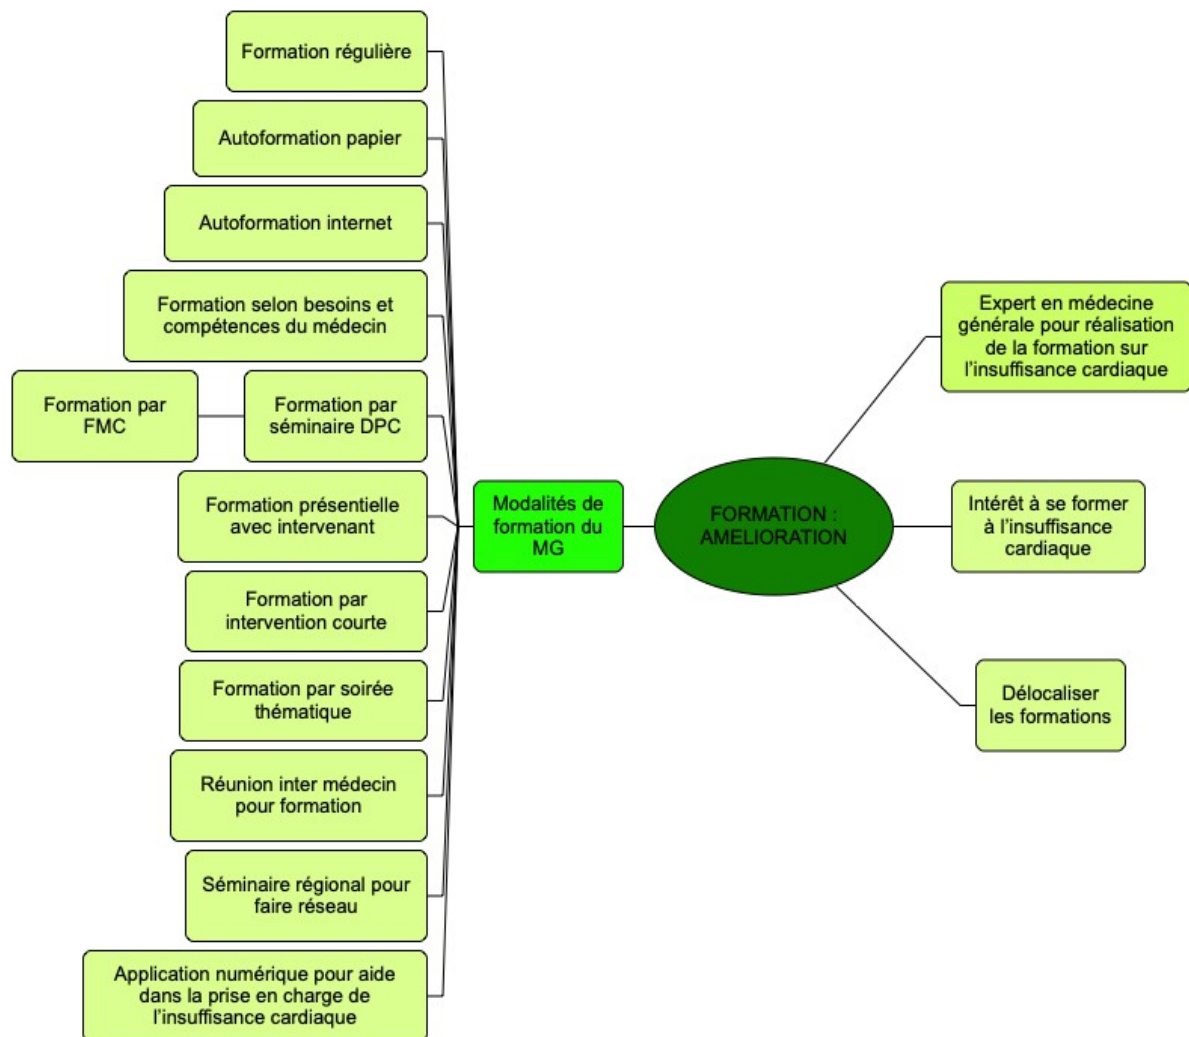 Formation régulière
Autoformation papier
Autoformation internet
Formation selon besoins et
compétences du médecin
Formation par
FMC
Formation par
séminaire DPC
Formation présentielle
avec intervenant
Formation par
intervention courte
Formation par soirée
thématique
Réunion inter médecin
pour formation
Séminaire régional pour
faire réseau
Application numérique pour aide
dans la prise en charge de
l’insuffisance cardiaque
Modalités de
formation du
MG
FORMATION :
AMELIORATION
Expert en médecine
générale pour réalisation
de la formation sur
l’insuffisance cardiaque
Intérêt à se former
à l’insuffisance
cardiaque
Délocaliser
les formations